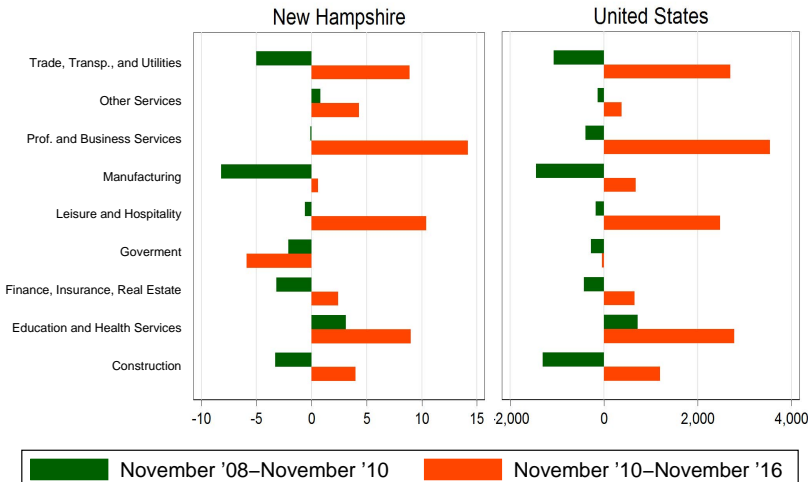 New Hampshire
United States
Trade, Transp., and Utilities
Other Services
Prof. and Business Services
Manufacturing
Leisure and Hospitality
Goverment
Finance, Insurance, Real Estate
Education and Health Services
Construction
-10 -5 0 5 10 15
-2,000 0 2,000 4,000
November '08–November '10
November '10–November '16